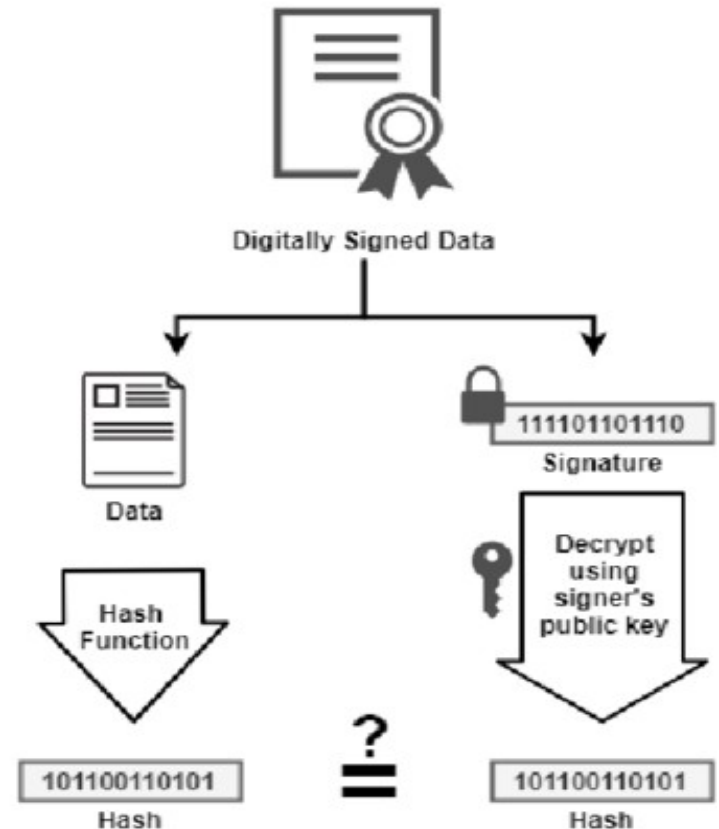 Digitally Signed Data
Data
111101101110
Signature
Hash
Function
Decrypt
using
signer's
public key
?
=
101100110101
Hash
101100110101
Hash